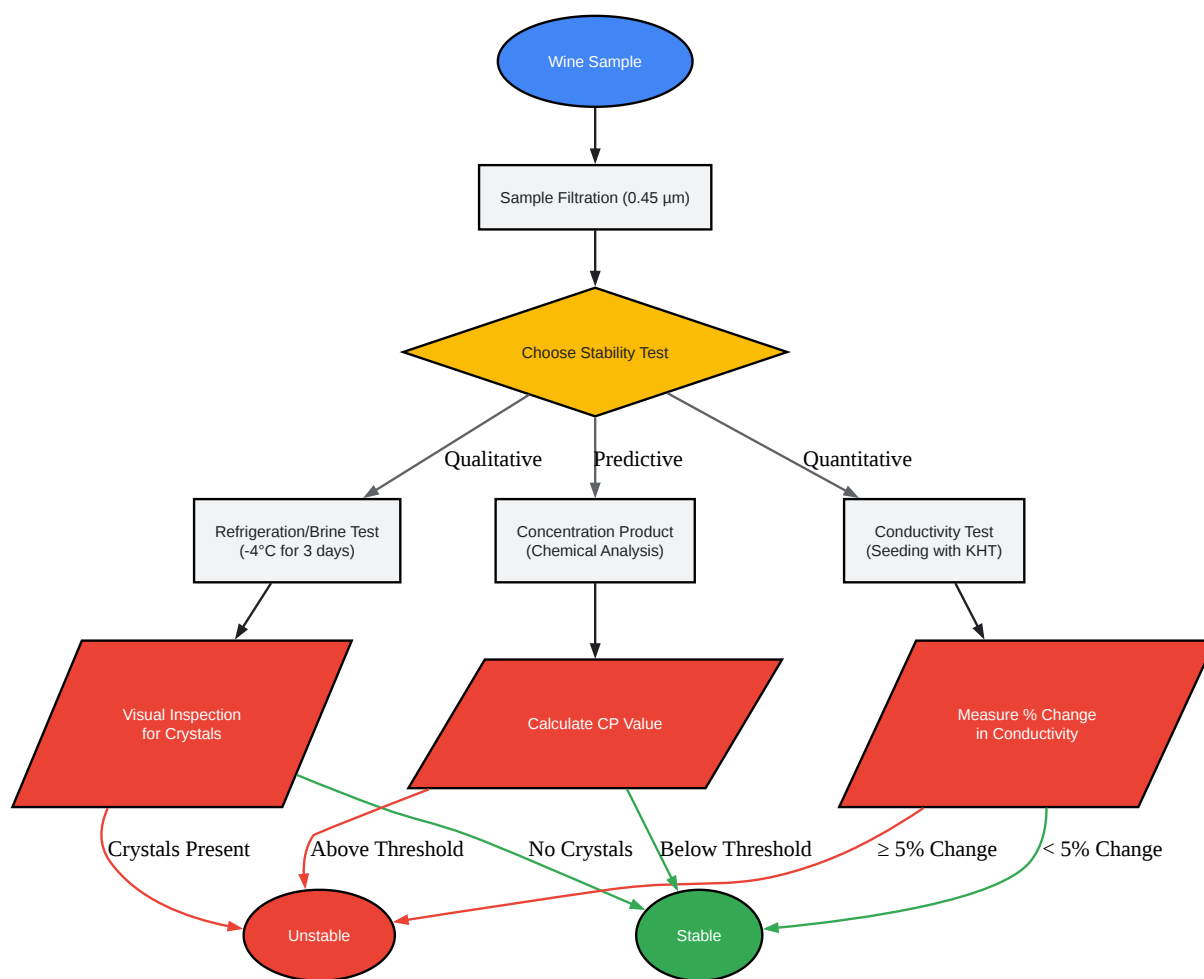 Wine Sample
Sample Filtration (0.45 µm)
Choose Stability Test
Qualitative
Predictive
Quantitative
Refrigeration/Brine Test
(-4°C for 3 days)
Concentration Product
(Chemical Analysis)
Conductivity Test
(Seeding with KHT)
Visual Inspection
for Crystals
Calculate CP Value
Measure % Change
in Conductivity
Crystals Present
Above Threshold
No Crystals
Below Threshold
≥ 5% Change
< 5% Change
Unstable
Stable